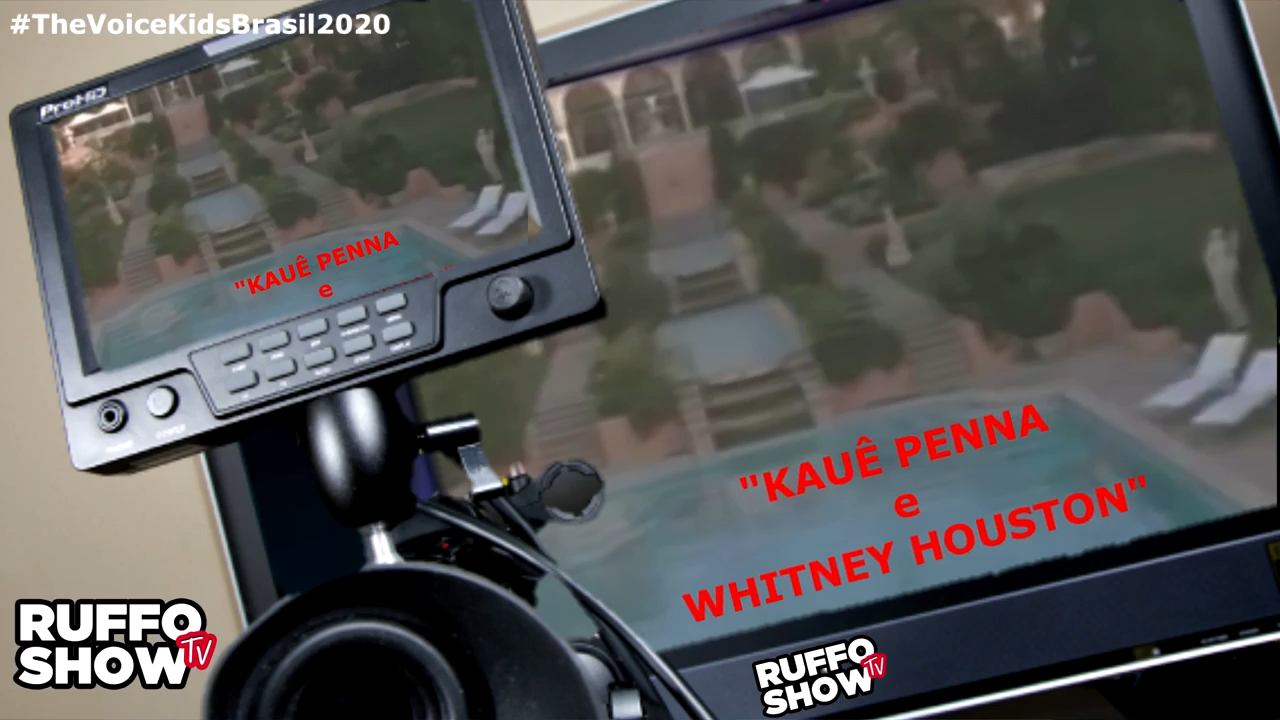 #TheVoiceKidsBrasil2020
ProHD
"KAUÊ PENNA
e
"KAUÊ PENNA
e
WHITNEY HOUSTON"
RUFFO
SHOW
TV
RUFFO
SHOW
TV